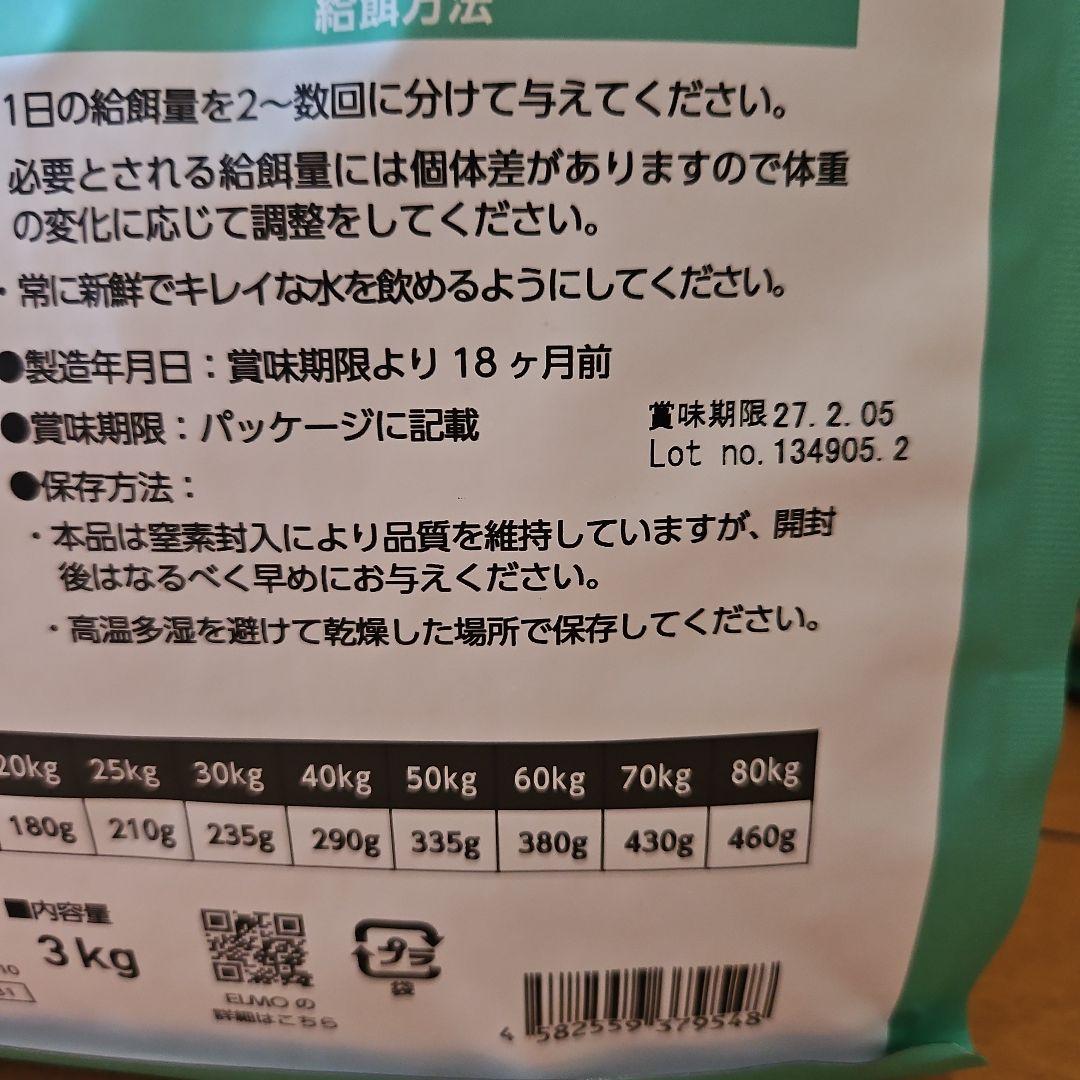 給餌方法
1日の給餌量を2〜数回に分けて与えてください。
必要とされる給餌量には個体差がありますので体重
の変化に応じて調整をしてください。
・常に新鮮でキレイな水を飲めるようにしてください。
●製造年月日：賞味期限より 18 ヶ月前
●賞味期限：パッケージに記載
賞味期限27.2.05
Lot no.134905.2
●保存方法：
・本品は窒素封入により品質を維持していますが、開封
後はなるべく早めにお与えください。
・高温多湿を避けて乾燥した場所で保存してください。
20kg 25kg 30kg 40kg 50kg 60kg 70kg 80kg
180g 210g 235g 290g 335g 380g 430g 460g
■内容量
3kg
プラ
袋
ELMO の
詳細はこちら
4 582559 379548